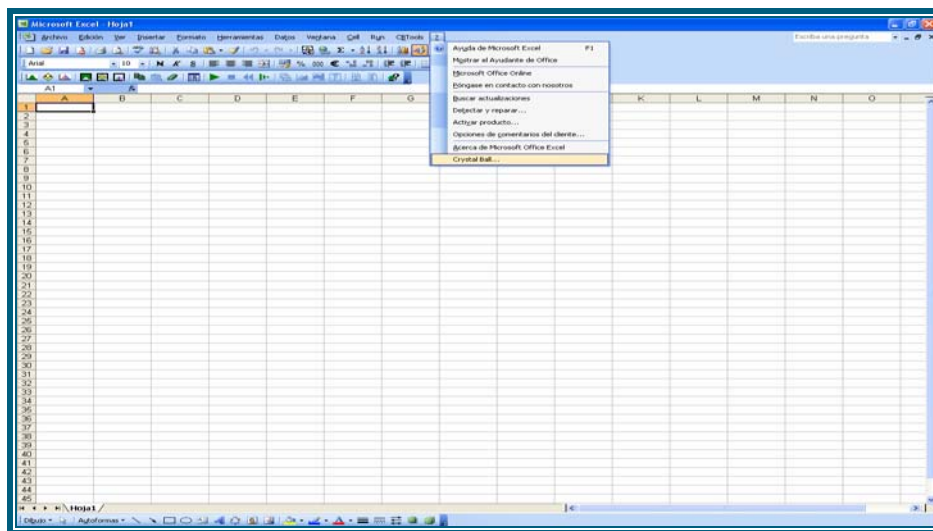 Microsoft Excel - Hoja1
Archivo Edición Ver Insertar Formato Herramientas Datos Ventana Cell Run CBTools ?
Escriba una pregunta
Arial 10 N K S
A1 fx
A B C D E F G K L M N O
Ayuda de Microsoft Excel F1
Mostrar el Ayudante de Office
Microsoft Office Online
Póngase en contacto con nosotros
Buscar actualizaciones
Detectar y reparar...
Activar producto...
Opciones de comentarios del cliente...
Acerca de Microsoft Office Excel
Crystal Ball...
1
2
3
4
5
6
7
8
9
10
11
12
13
14
15
16
17
18
19
20
21
22
23
24
25
26
27
28
29
30
31
32
33
34
35
36
37
38
39
40
41
42
43
44
45
Hoja1
Dibujo Autoformas